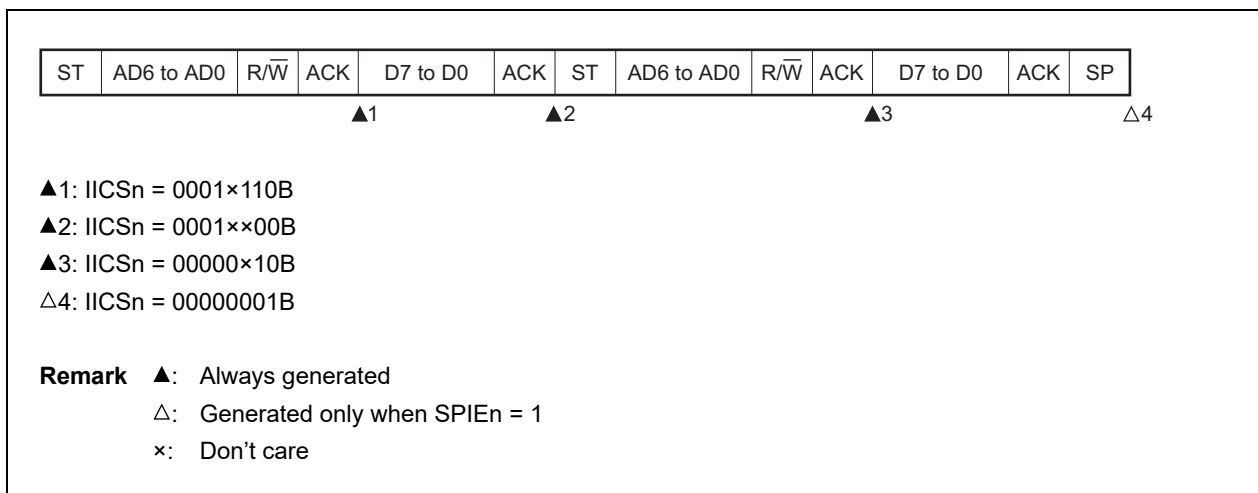 ST AD6 to AD0 R/W̅ ACK D7 to D0 ACK ST AD6 to AD0 R/W̅ ACK D7 to D0 ACK SP
▲1 ▲2 ▲3 △4
▲1: IICSn = 0001×110B
▲2: IICSn = 0001××00B
▲3: IICSn = 00000×10B
△4: IICSn = 00000001B
Remark ▲: Always generated
△: Generated only when SPIEn = 1
×: Don’t care